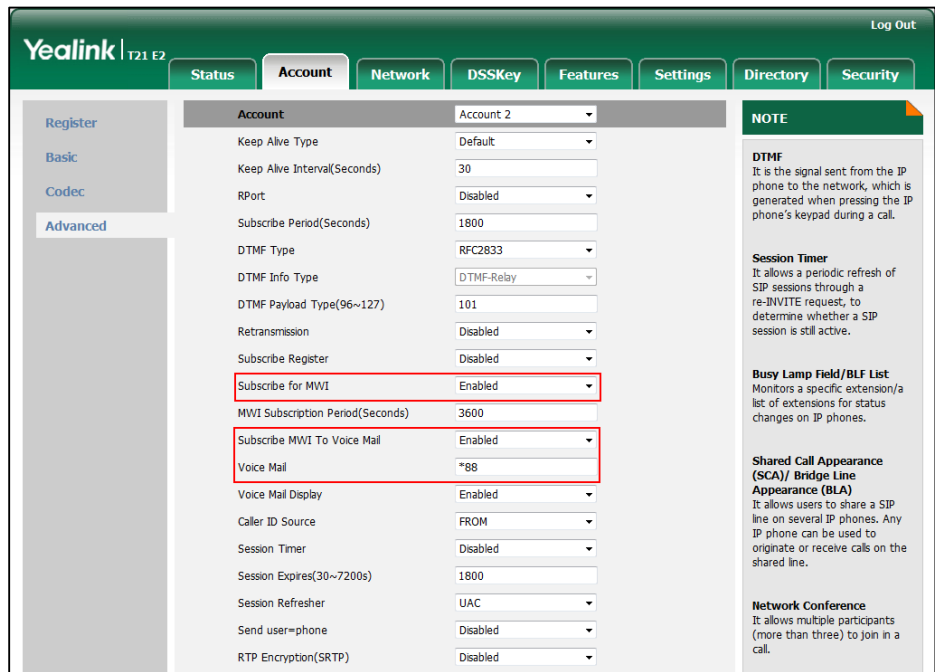 Log Out
Yealink | T21 E2
Status
Account
Network
DSSKey
Features
Settings
Directory
Security
Register
Basic
Codec
Advanced
Account Account 2
Keep Alive Type Default
Keep Alive Interval(Seconds) 30
RPort Disabled
Subscribe Period(Seconds) 1800
DTMF Type RFC2833
DTMF Info Type DTMF-Relay
DTMF Payload Type(96~127) 101
Retransmission Disabled
Subscribe Register Disabled
Subscribe for MWI Enabled
MWI Subscription Period(Seconds) 3600
Subscribe MWI To Voice Mail Enabled
Voice Mail *88
Voice Mail Display Enabled
Caller ID Source FROM
Session Timer Disabled
Session Expires(30~7200s) 1800
Session Refresher UAC
Send user=phone Disabled
RTP Encryption(SRTP) Disabled
NOTE
DTMF
It is the signal sent from the IP
phone to the network, which is
generated when pressing the IP
phone's keypad during a call.
Session Timer
It allows a periodic refresh of
SIP sessions through a
re-INVITE request, to
determine whether a SIP
session is still active.
Busy Lamp Field/BLF List
Monitors a specific extension/a
list of extensions for status
changes on IP phones.
Shared Call Appearance
(SCA)/ Bridge Line
Appearance (BLA)
It allows users to share a SIP
line on several IP phones. Any
IP phone can be used to
originate or receive calls on the
shared line.
Network Conference
It allows multiple participants
(more than three) to join in a
call.